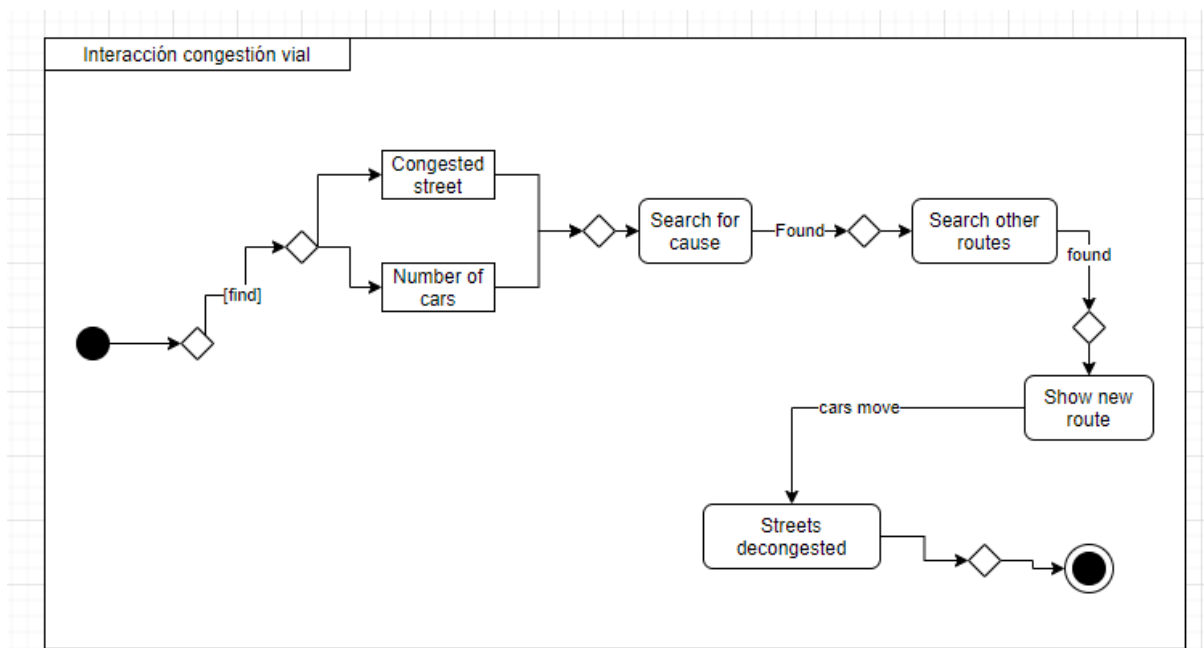 Interacción congestión vial
Congested
street
[find]
Number of
cars
Search for
cause
Found
Search other
routes
found
Show new
route
cars move
Streets
decongested